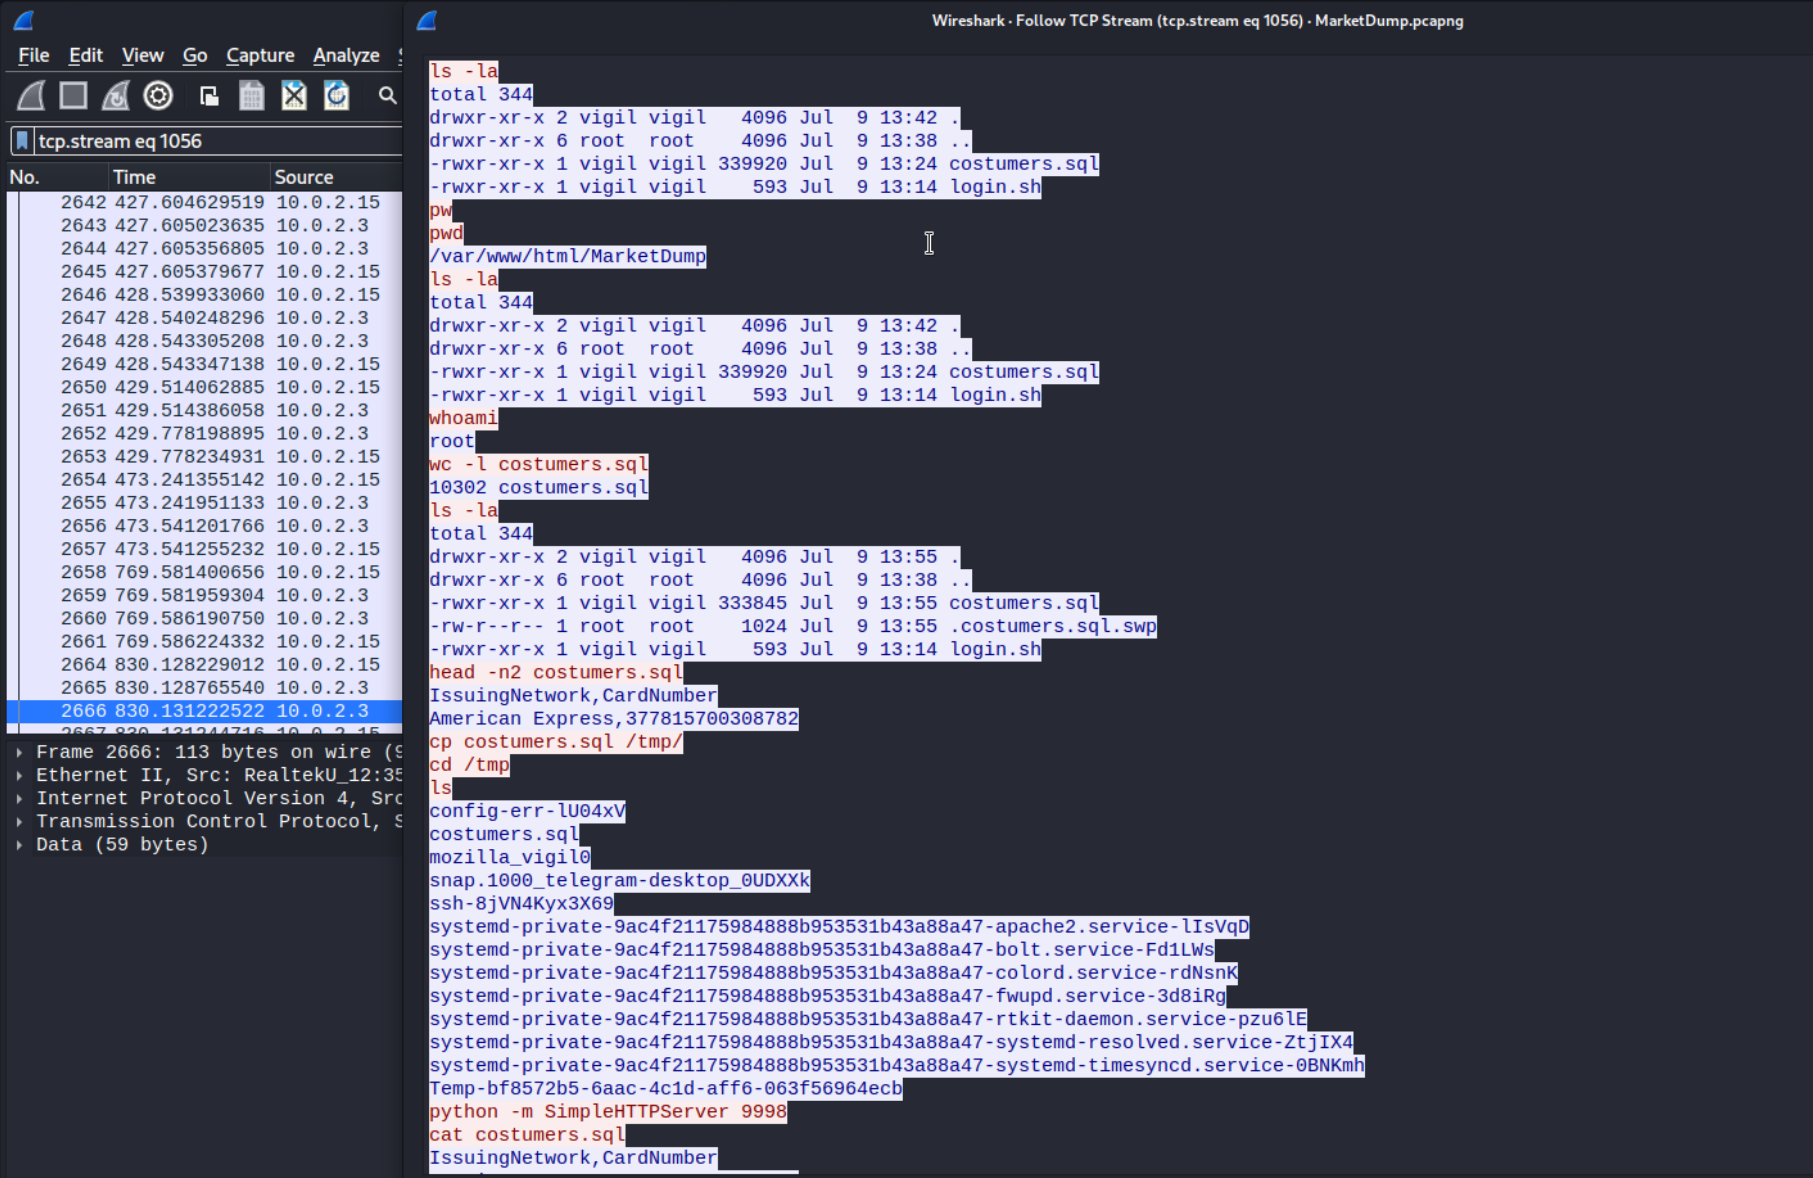 Wireshark · Follow TCP Stream (tcp.stream eq 1056) · MarketDump.pcapng
File Edit View Go Capture Analyze
tcp.stream eq 1056
No. Time Source
2642 427.604629519 10.0.2.15
2643 427.605023635 10.0.2.3
2644 427.605356805 10.0.2.3
2645 427.605379677 10.0.2.15
2646 428.539933060 10.0.2.15
2647 428.540248296 10.0.2.3
2648 428.543305208 10.0.2.3
2649 428.543347138 10.0.2.15
2650 429.514062885 10.0.2.15
2651 429.514386058 10.0.2.3
2652 429.778198895 10.0.2.3
2653 429.778234931 10.0.2.15
2654 473.241355142 10.0.2.15
2655 473.241951133 10.0.2.3
2656 473.541201766 10.0.2.3
2657 473.541255232 10.0.2.15
2658 769.581400656 10.0.2.15
2659 769.581959304 10.0.2.3
2660 769.586190750 10.0.2.3
2661 769.586224332 10.0.2.15
2664 830.128229012 10.0.2.15
2665 830.128765540 10.0.2.3
2666 830.131222522 10.0.2.3
2667 830.131244716 10.0.2.15
Frame 2666: 113 bytes on wire (9
Ethernet II, Src: RealtekU_12:35
Internet Protocol Version 4, Src
Transmission Control Protocol, S
Data (59 bytes)
ls -la
total 344
drwxr-xr-x 2 vigil vigil   4096 Jul  9 13:42 .
drwxr-xr-x 6 root  root    4096 Jul  9 13:38 ..
-rwxr-xr-x 1 vigil vigil 339920 Jul  9 13:24 costumers.sql
-rwxr-xr-x 1 vigil vigil    593 Jul  9 13:14 login.sh
pw
pwd
/var/www/html/MarketDump
ls -la
total 344
drwxr-xr-x 2 vigil vigil   4096 Jul  9 13:42 .
drwxr-xr-x 6 root  root    4096 Jul  9 13:38 ..
-rwxr-xr-x 1 vigil vigil 339920 Jul  9 13:24 costumers.sql
-rwxr-xr-x 1 vigil vigil    593 Jul  9 13:14 login.sh
whoami
root
wc -l costumers.sql
10302 costumers.sql
ls -la
total 344
drwxr-xr-x 2 vigil vigil   4096 Jul  9 13:55 .
drwxr-xr-x 6 root  root    4096 Jul  9 13:38 ..
-rwxr-xr-x 1 vigil vigil 333845 Jul  9 13:55 costumers.sql
-rw-r--r-- 1 root  root    1024 Jul  9 13:55 .costumers.sql.swp
-rwxr-xr-x 1 vigil vigil    593 Jul  9 13:14 login.sh
head -n2 costumers.sql
IssuingNetwork,CardNumber
American Express,377815700308782
cp costumers.sql /tmp/
cd /tmp
ls
config-err-lU04xV
costumers.sql
mozilla_vigil0
snap.1000_telegram-desktop_0UDXXk
ssh-8jVN4Kyx3X69
systemd-private-9ac4f21175984888b953531b43a88a47-apache2.service-lIsVqD
systemd-private-9ac4f21175984888b953531b43a88a47-bolt.service-Fd1LWs
systemd-private-9ac4f21175984888b953531b43a88a47-colord.service-rdNsnK
systemd-private-9ac4f21175984888b953531b43a88a47-fwupd.service-3d8iRg
systemd-private-9ac4f21175984888b953531b43a88a47-rtkit-daemon.service-pzu6lE
systemd-private-9ac4f21175984888b953531b43a88a47-systemd-resolved.service-ZtjIX4
systemd-private-9ac4f21175984888b953531b43a88a47-systemd-timesyncd.service-0BNKmh
Temp-bf8572b5-6aac-4c1d-aff6-063f56964ecb
python -m SimpleHTTPServer 9998
cat costumers.sql
IssuingNetwork,CardNumber